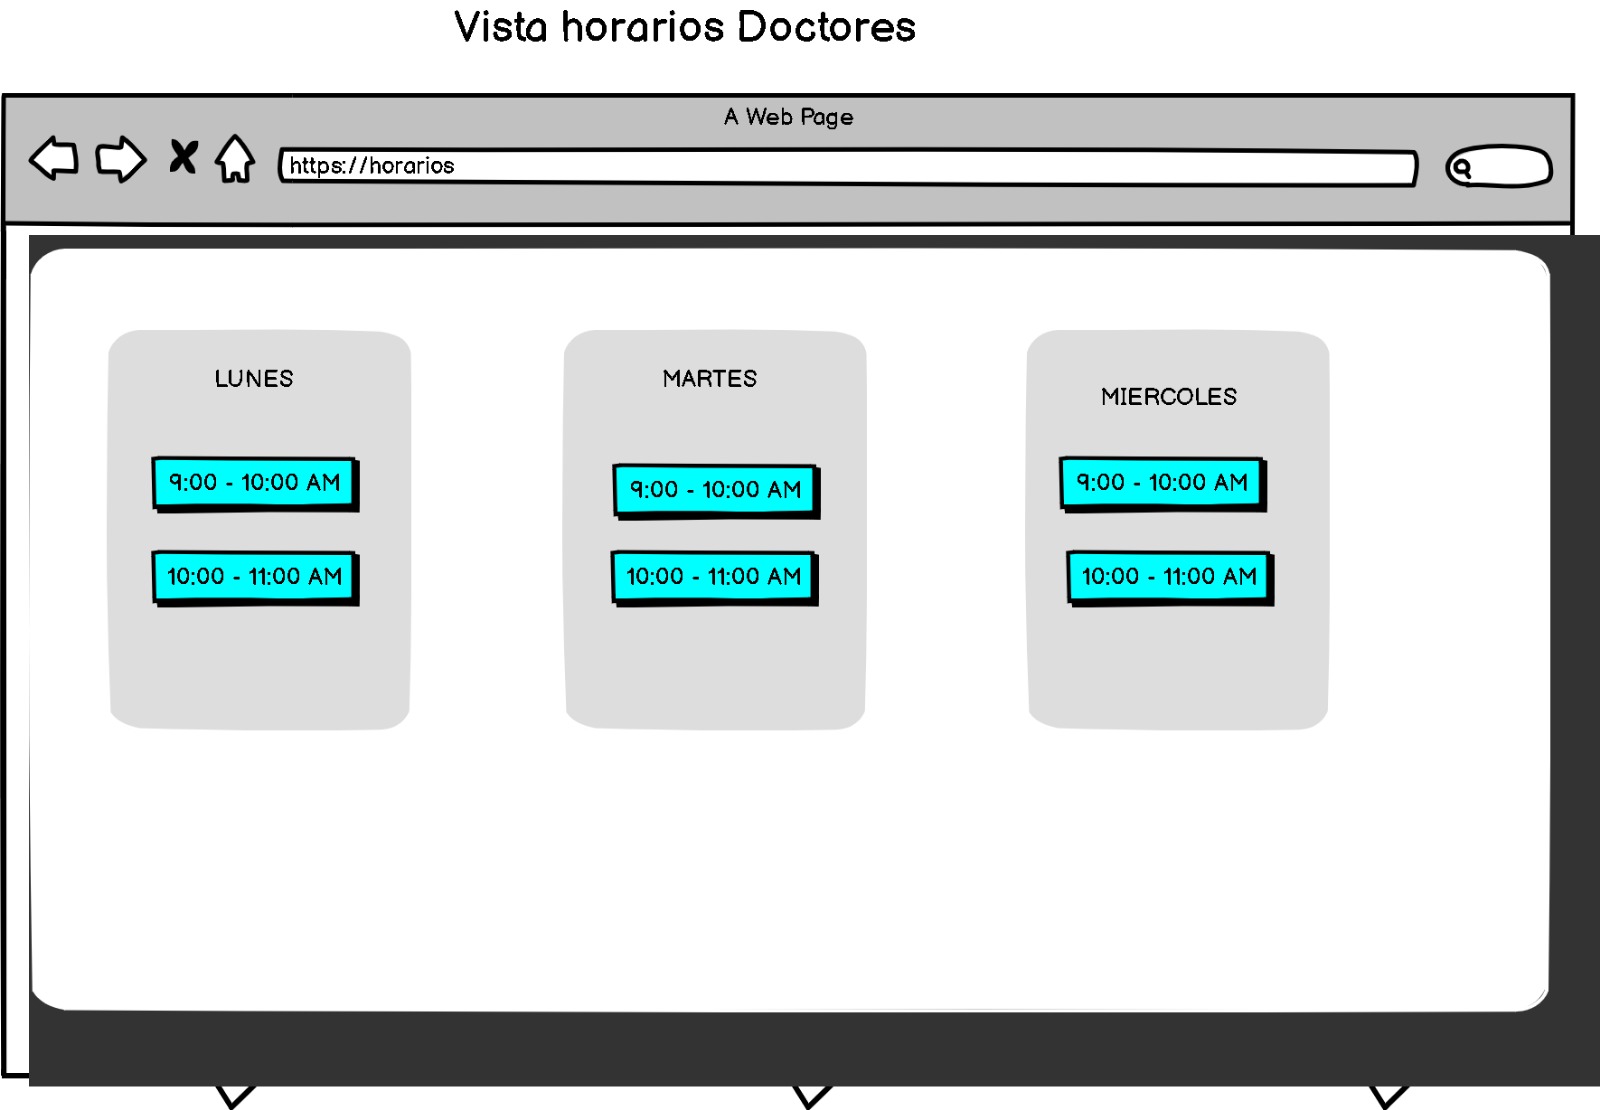 Vista horarios Doctores
A Web Page
https://horarios
LUNES
9:00 - 10:00 AM
10:00 - 11:00 AM
MARTES
9:00 - 10:00 AM
10:00 - 11:00 AM
MIERCOLES
9:00 - 10:00 AM
10:00 - 11:00 AM